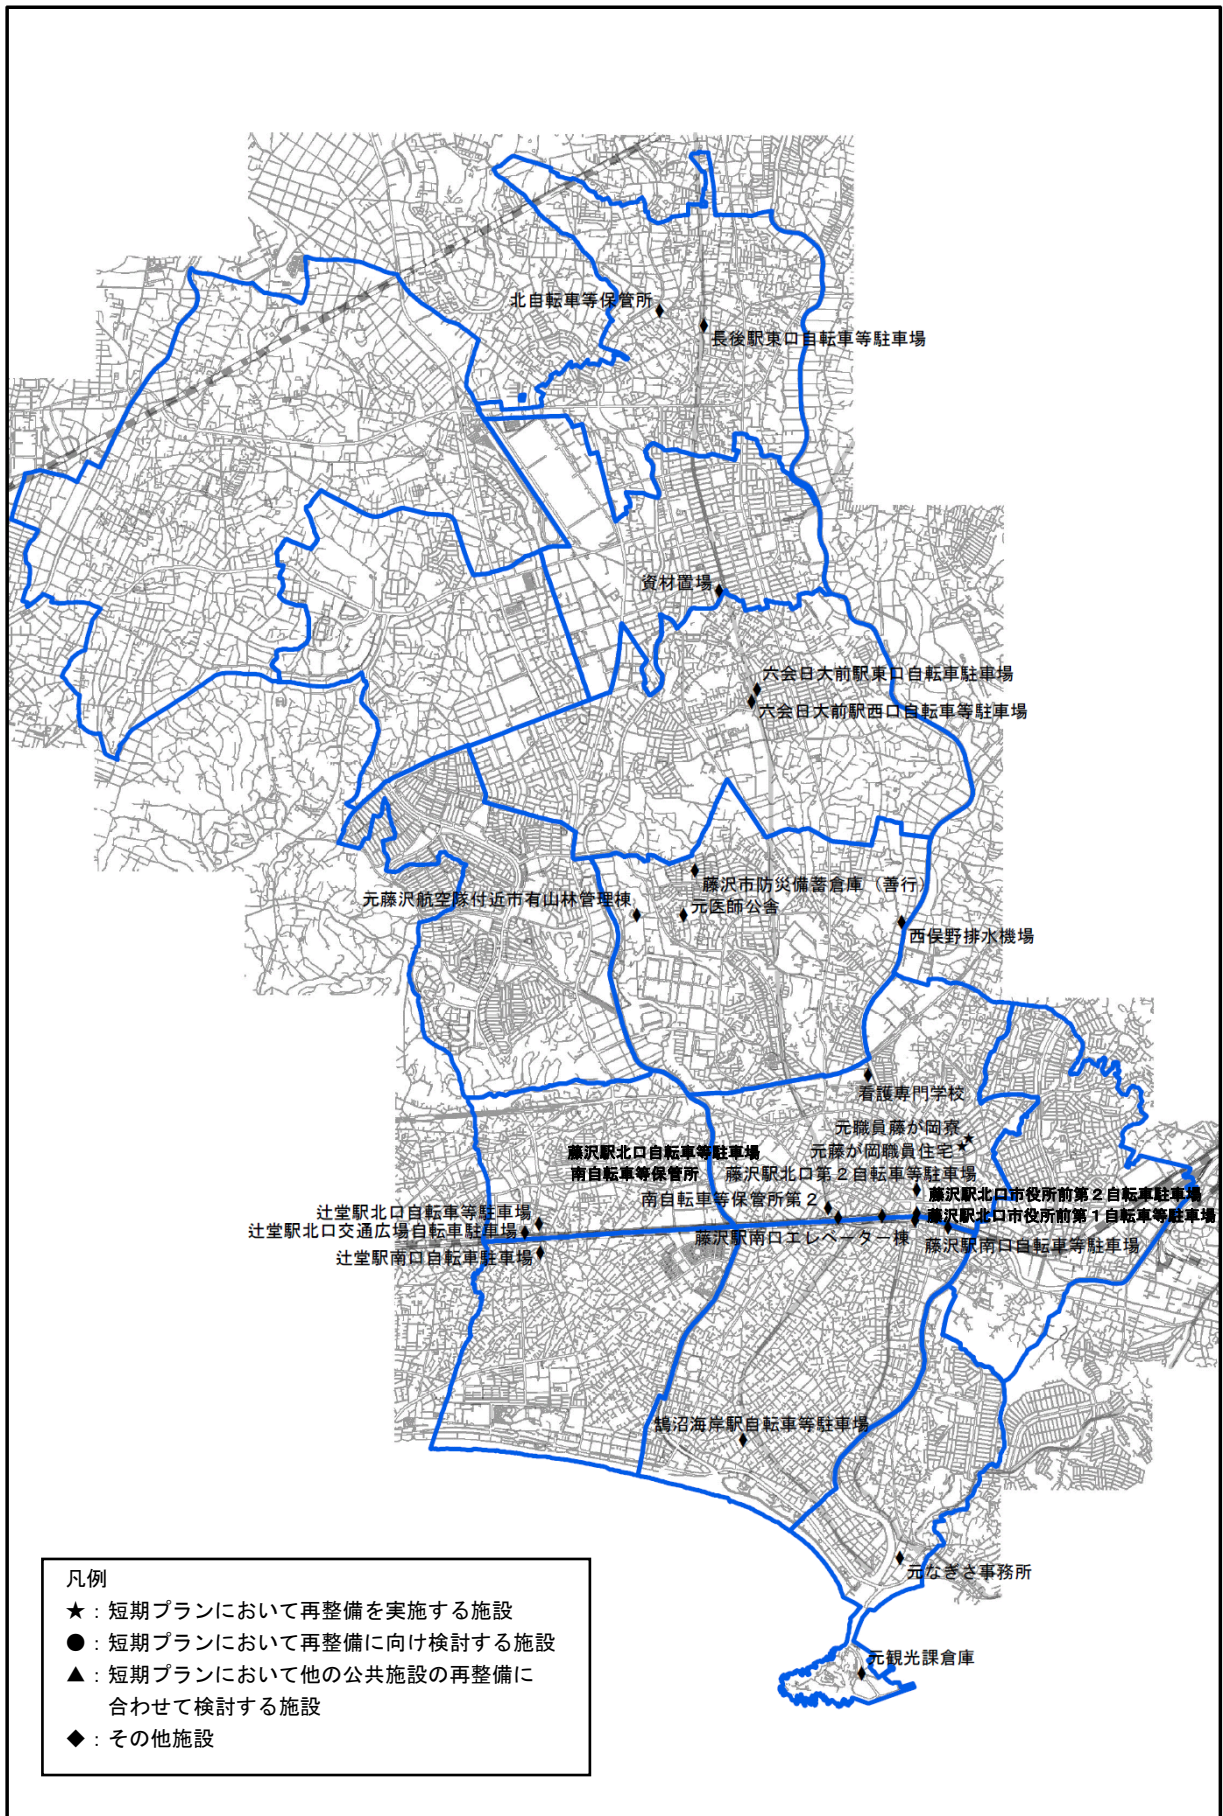 北自転車等保管所
長後駅東口自転車等駐車場
資材置場
六会日大前駅東口自転車駐車場
六会日大前駅西口自転車等駐車場
藤沢市防災備蓄倉庫（善行）
元藤沢航空隊付近市有山林管理棟
元医師公舎
西俣野排水機場
看護専門学校
元職員藤が岡寮
元藤が岡職員住宅
藤沢駅北口自転車等駐車場
南自転車等保管所
藤沢駅北口第２自転車等駐車場
南自転車等保管所第２
藤沢駅北口市役所前第２自転車駐車場
藤沢駅北口市役所前第１自転車等駐車場
辻堂駅北口自転車等駐車場
辻堂駅北口交通広場自転車駐車場
辻堂駅南口自転車駐車場
藤沢駅南口エレベーター棟
藤沢駅南口自転車等駐車場
鵠沼海岸駅自転車等駐車場
元なぎさ事務所
元観光課倉庫
凡例
★：短期プランにおいて再整備を実施する施設
●：短期プランにおいて再整備に向け検討する施設
▲：短期プランにおいて他の公共施設の再整備に
合わせて検討する施設
◆：その他施設